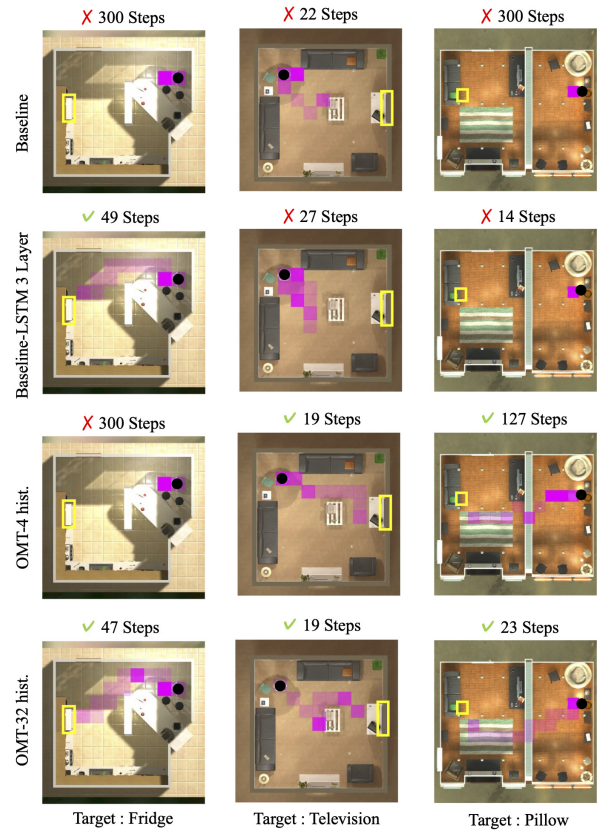 ✗ 300 Steps
✗ 22 Steps
✗ 300 Steps
Baseline
✓ 49 Steps
✗ 27 Steps
✗ 14 Steps
Baseline-LSTM 3 Layer
✗ 300 Steps
✓ 19 Steps
✓ 127 Steps
OMT-4 hist.
✓ 47 Steps
✓ 19 Steps
✓ 23 Steps
OMT-32 hist.
Target : Fridge
Target : Television
Target : Pillow